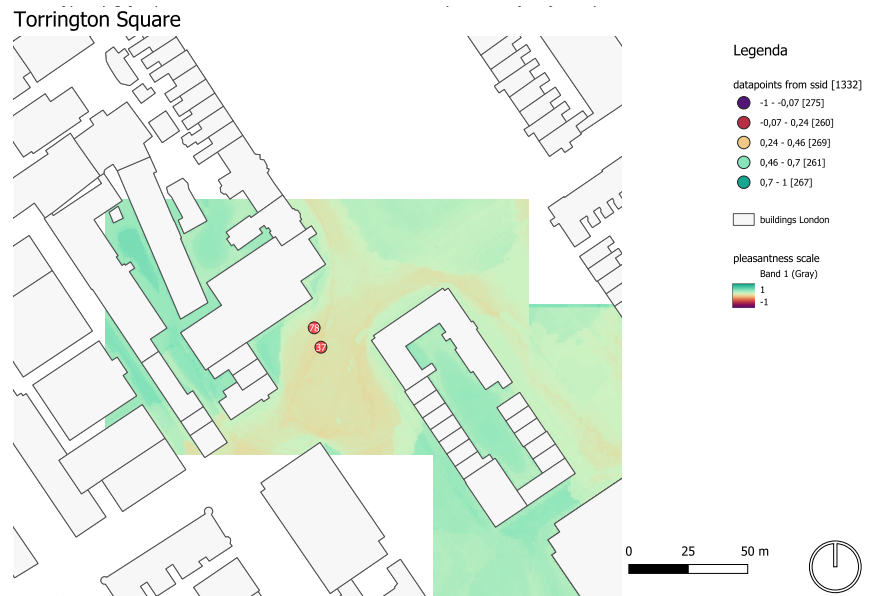 Torrington Square
Legenda
datapoints from ssid [1332]
-1 - -0,07 [275]
-0,07 - 0,24 [260]
0,24 - 0,46 [269]
0,46 - 0,7 [261]
0,7 - 1 [267]
buildings London
pleasantness scale
Band 1 (Gray)
1
-1
78
37
0 25 50 m